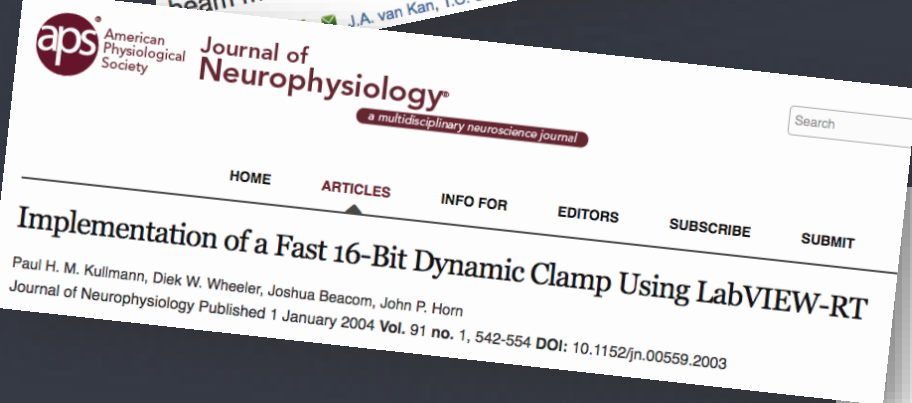 J.A. van Kan,
aps®
American
Physiological
Society
Journal of
Neurophysiology®
a multidisciplinary neuroscience journal
Search
HOME ARTICLES INFO FOR EDITORS SUBSCRIBE SUBMIT
Implementation of a Fast 16-Bit Dynamic Clamp Using LabVIEW-RT
Paul H. M. Kullmann, Diek W. Wheeler, Joshua Beacom, John P. Horn
Journal of Neurophysiology Published 1 January 2004 Vol. 91 no. 1, 542-554 DOI: 10.1152/jn.00559.2003